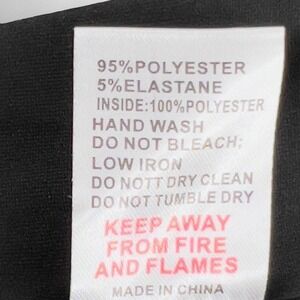 95%POLYESTER
5%ELASTANE
INSIDE:100%POLYESTER
HAND WASH
DO NOT BLEACH;
LOW IRON
DO NOTT DRY CLEAN
DO NOT TUMBLE DRY
KEEP AWAY
FROM FIRE
AND FLAMES
MADE IN CHINA